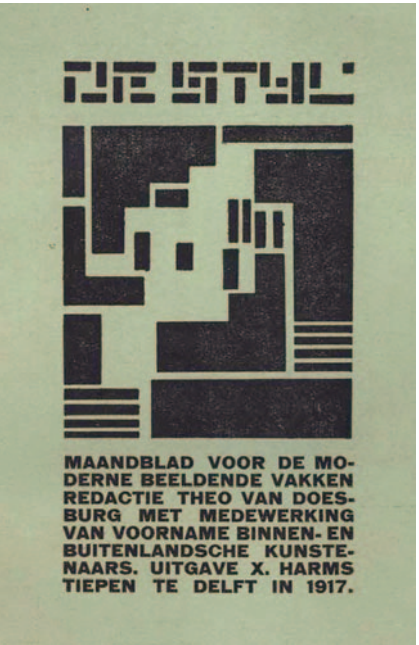 DE STYL
MAANDBLAD VOOR DE MO-
DERNE BEELDENDE VAKKEN
REDACTIE THEO VAN DOES-
BURG MET MEDEWERKING
VAN VOORNAME BINNEN- EN
BUITENLANDSCHE KUNSTE-
NAARS. UITGAVE X. HARMS
TIEPEN TE DELFT IN 1917.